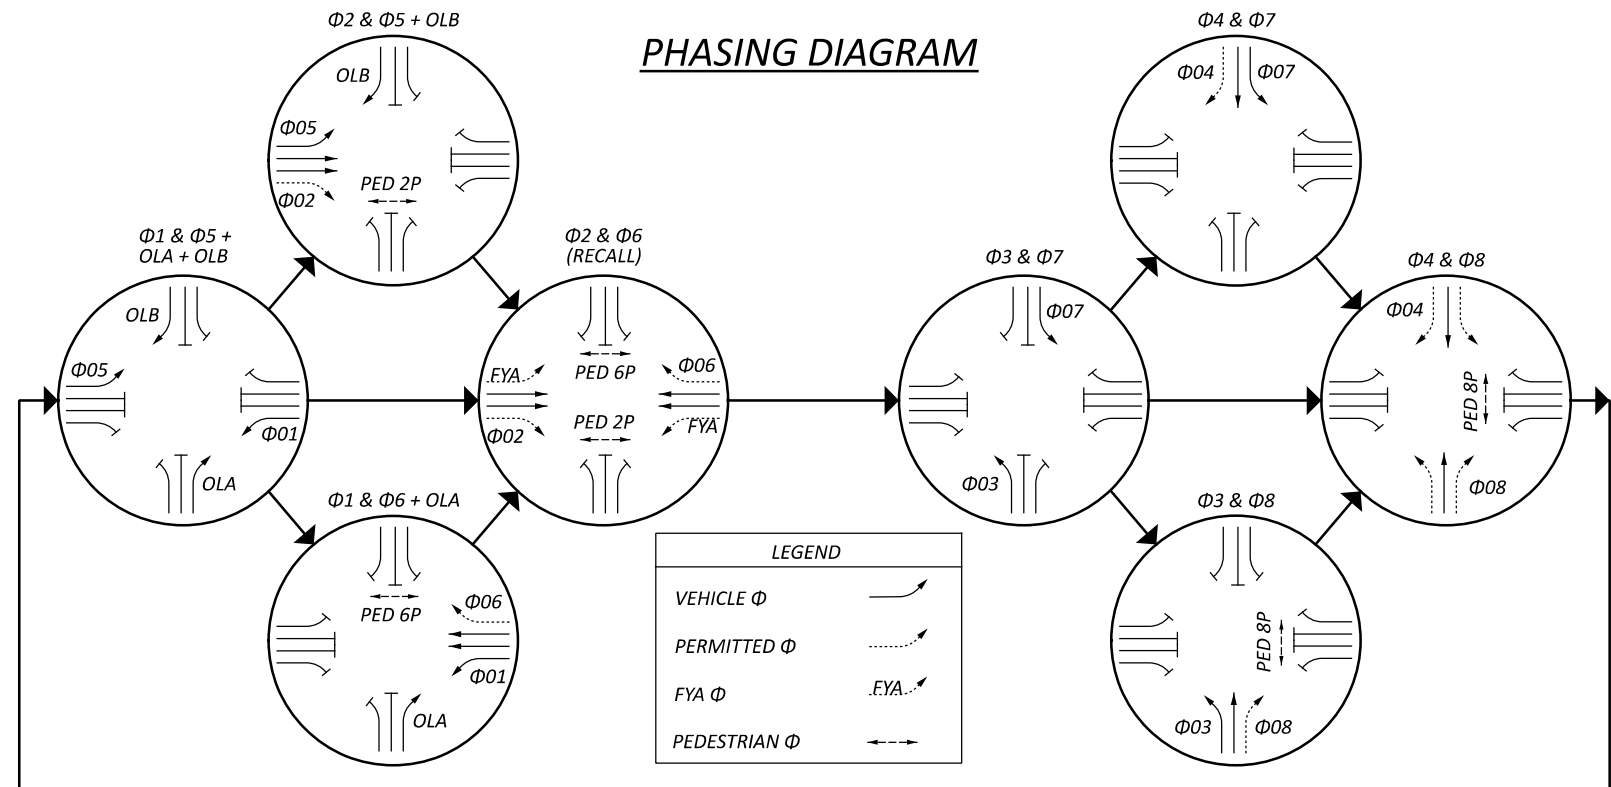 PHASING DIAGRAM
Φ1 & Φ5 +
OLA + OLB
OLB
Φ05
Φ01
OLA
Φ2 & Φ5 + OLB
OLB
Φ05
Φ02
PED 2P
Φ1 & Φ6 + OLA
PED 6P
Φ06
Φ01
OLA
Φ2 & Φ6
(RECALL)
PED 6P
FYA
Φ06
Φ02
PED 2P
FYA
Φ3 & Φ7
Φ07
Φ03
Φ4 & Φ7
Φ04
Φ07
Φ3 & Φ8
PED 8P
Φ03
Φ08
Φ4 & Φ8
Φ04
PED 8P
Φ08
LEGEND
VEHICLE Φ
PERMITTED Φ
FYA Φ
FYA
PEDESTRIAN Φ